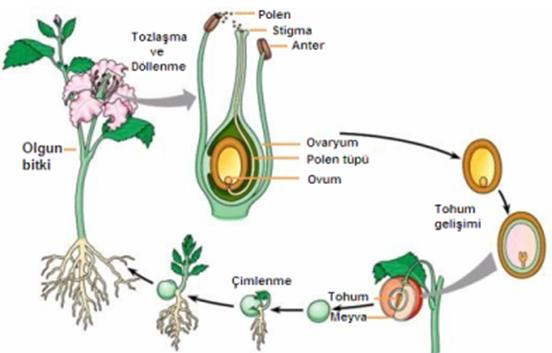 Polen
Stigma
Anter
Tozlaşma
ve
Döllenme
Olgun
bitki
Ovaryum
Polen tüpü
Ovum
Tohum
gelişimi
Çimlenme
Tohum
Meyva